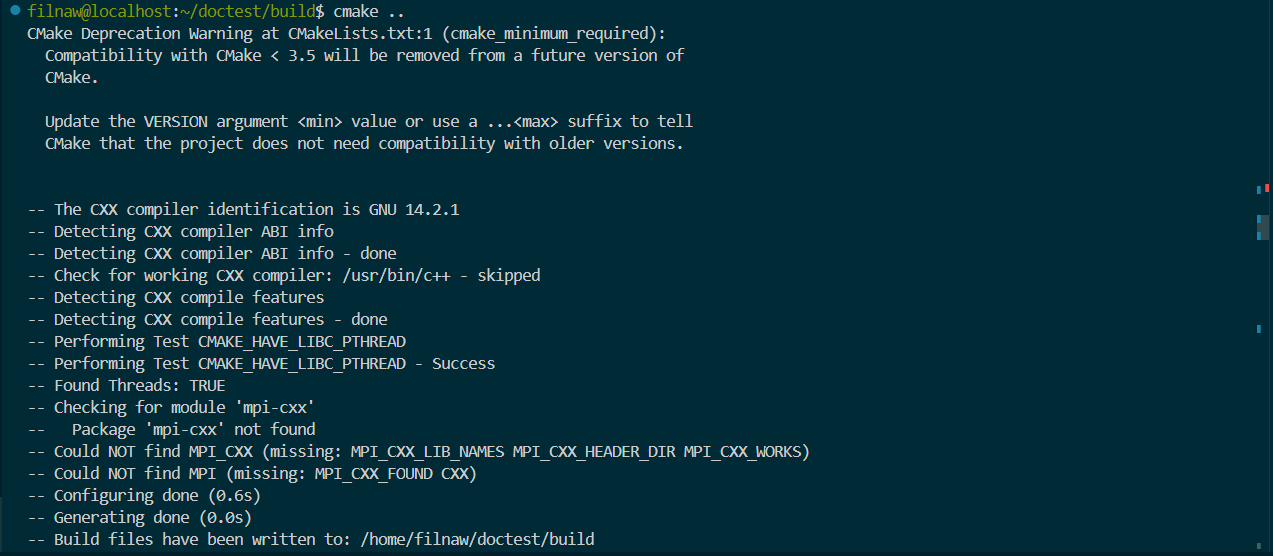 filnaw@localhost:~/doctest/build$ cmake ..
CMake Deprecation Warning at CMakeLists.txt:1 (cmake_minimum_required):
  Compatibility with CMake < 3.5 will be removed from a future version of
  CMake.

  Update the VERSION argument <min> value or use a ...<max> suffix to tell
  CMake that the project does not need compatibility with older versions.


-- The CXX compiler identification is GNU 14.2.1
-- Detecting CXX compiler ABI info
-- Detecting CXX compiler ABI info - done
-- Check for working CXX compiler: /usr/bin/c++ - skipped
-- Detecting CXX compile features
-- Detecting CXX compile features - done
-- Performing Test CMAKE_HAVE_LIBC_PTHREAD
-- Performing Test CMAKE_HAVE_LIBC_PTHREAD - Success
-- Found Threads: TRUE
-- Checking for module 'mpi-cxx'
--   Package 'mpi-cxx' not found
-- Could NOT find MPI_CXX (missing: MPI_CXX_LIB_NAMES MPI_CXX_HEADER_DIR MPI_CXX_WORKS)
-- Could NOT find MPI (missing: MPI_CXX_FOUND CXX)
-- Configuring done (0.6s)
-- Generating done (0.0s)
-- Build files have been written to: /home/filnaw/doctest/build